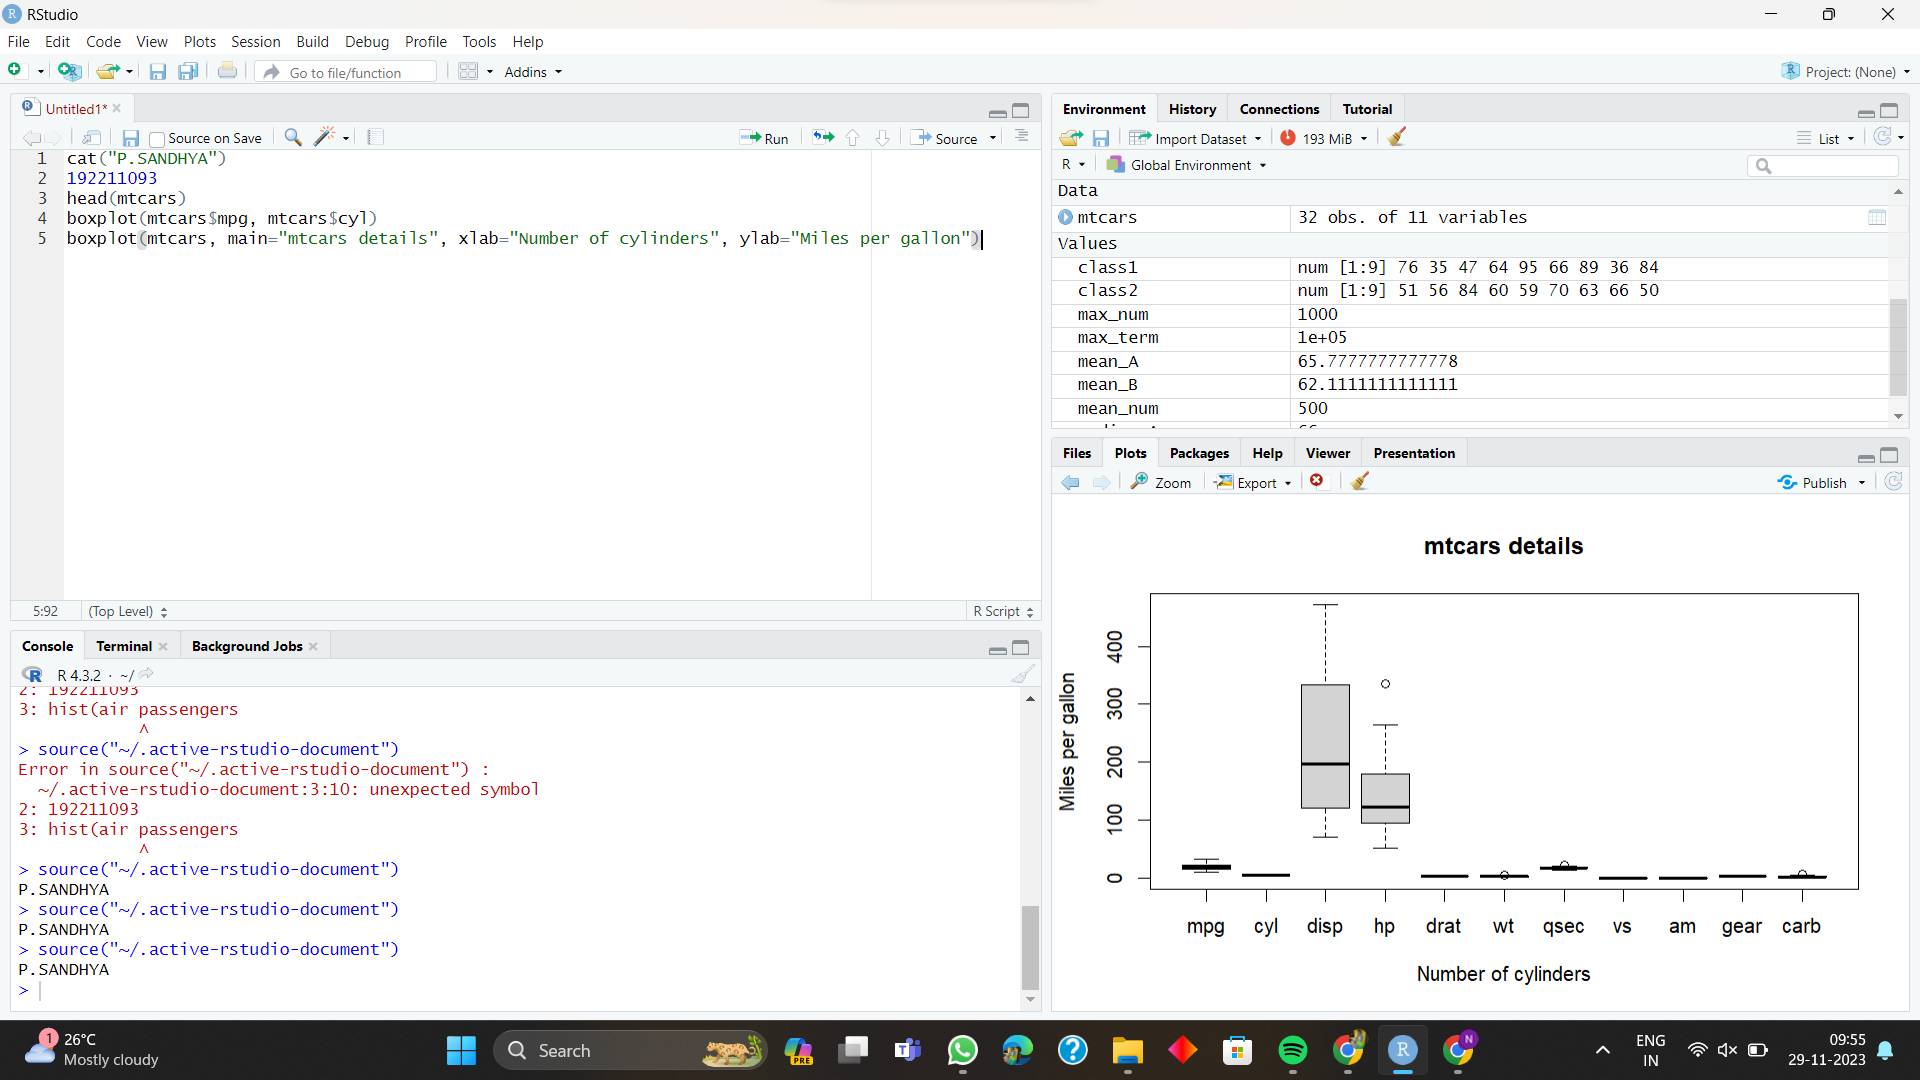 RStudio
File Edit Code View Plots Session Build Debug Profile Tools Help
Go to file/function Addins Project: (None)
Untitled1*
Source on Save Run Source
1 cat("P.SANDHYA")
2 192211093
3 head(mtcars)
4 boxplot(mtcars$mpg, mtcars$cyl)
5 boxplot(mtcars, main="mtcars details", xlab="Number of cylinders", ylab="Miles per gallon")
5:92 (Top Level) R Script
Console Terminal Background Jobs
R 4.3.2 · ~/
2: 192211093
3: hist(air passengers
^
> source("~/.active-rstudio-document")
Error in source("~/.active-rstudio-document") :
~/.active-rstudio-document:3:10: unexpected symbol
2: 192211093
3: hist(air passengers
^
> source("~/.active-rstudio-document")
P.SANDHYA
> source("~/.active-rstudio-document")
P.SANDHYA
> source("~/.active-rstudio-document")
P.SANDHYA
>
Environment History Connections Tutorial
Import Dataset 193 MiB List
R Global Environment
Data
mtcars 32 obs. of 11 variables
Values
class1 num [1:9] 76 35 47 64 95 66 89 36 84
class2 num [1:9] 51 56 84 60 59 70 63 66 50
max_num 1000
max_term 1e+05
mean_A 65.7777777777778
mean_B 62.1111111111111
mean_num 500
Files Plots Packages Help Viewer Presentation
Zoom Export Publish
mtcars details
Miles per gallon
400
300
200
100
0
mpg cyl disp hp drat wt qsec vs am gear carb
Number of cylinders
1
26°C
Mostly cloudy
Search
PRE
N
ENG
IN
09:55
29-11-2023